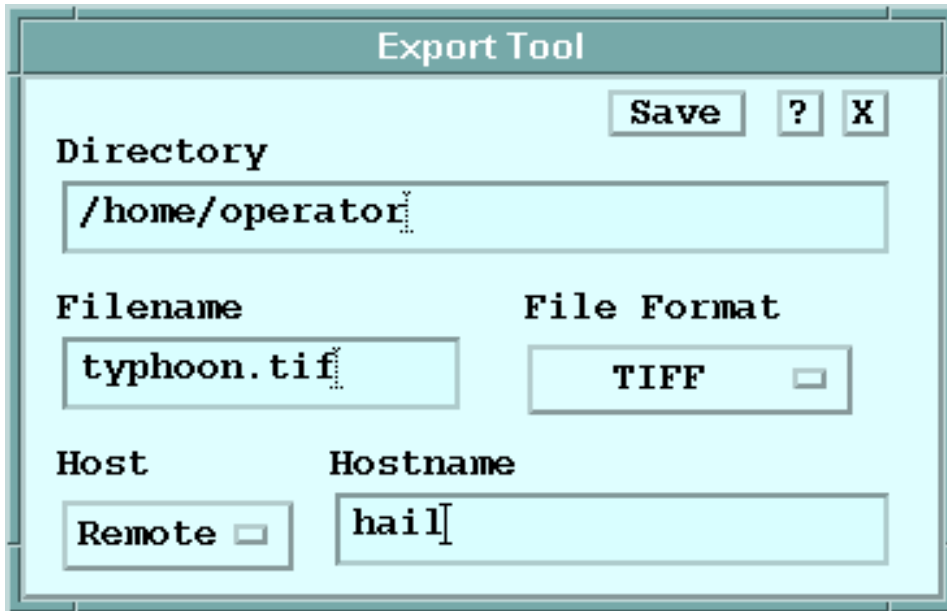 Export Tool
Save ? X
Directory
/home/operator
Filename File Format
typhoon.tif TIFF
Host Hostname
Remote hail